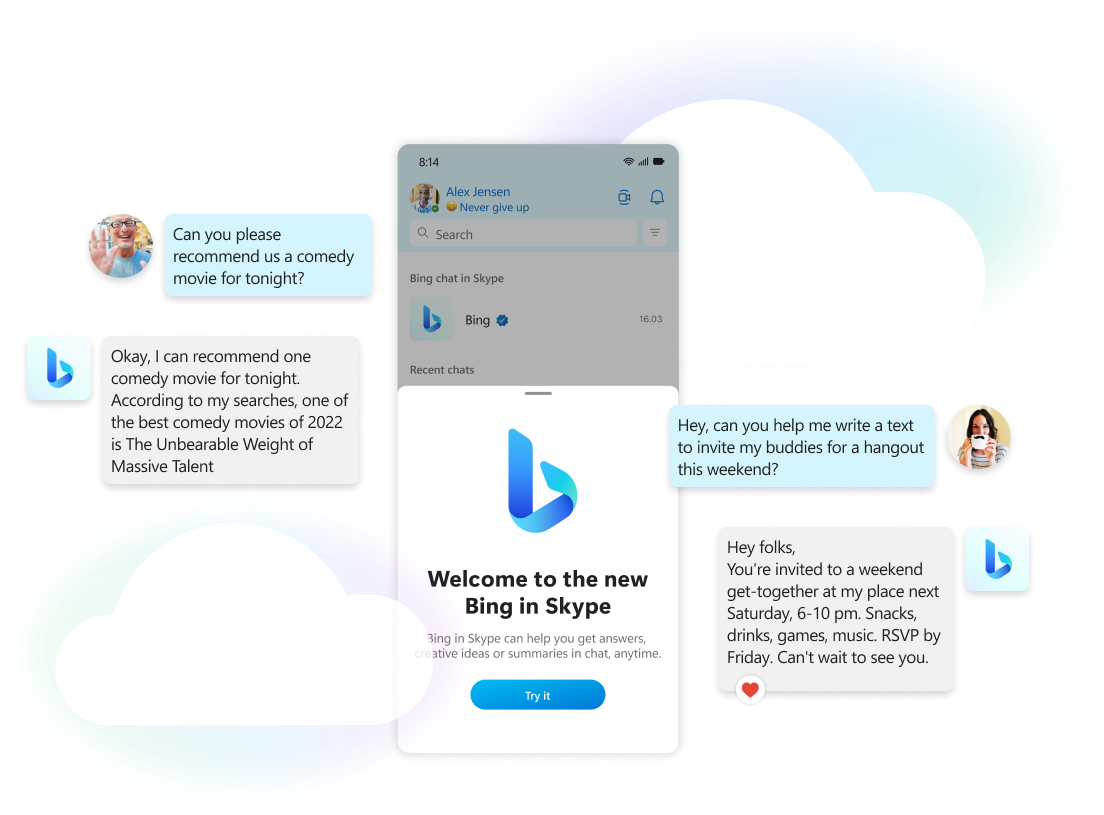 8:14
Alex Jensen
Never give up
Search
Bing chat in Skype
Bing
16.03
Recent chats
Can you please
recommend us a comedy
movie for tonight?
Okay, I can recommend one
comedy movie for tonight.
According to my searches, one of
the best comedy movies of 2022
is The Unbearable Weight of
Massive Talent
Hey, can you help me write a text
to invite my buddies for a hangout
this weekend?
Hey folks,
You're invited to a weekend
get-together at my place next
Saturday, 6-10 pm. Snacks,
drinks, games, music. RSVP by
Friday. Can't wait to see you.
Welcome to the new
Bing in Skype
Bing in Skype can help you get answers,
creative ideas or summaries in chat, anytime.
Try it